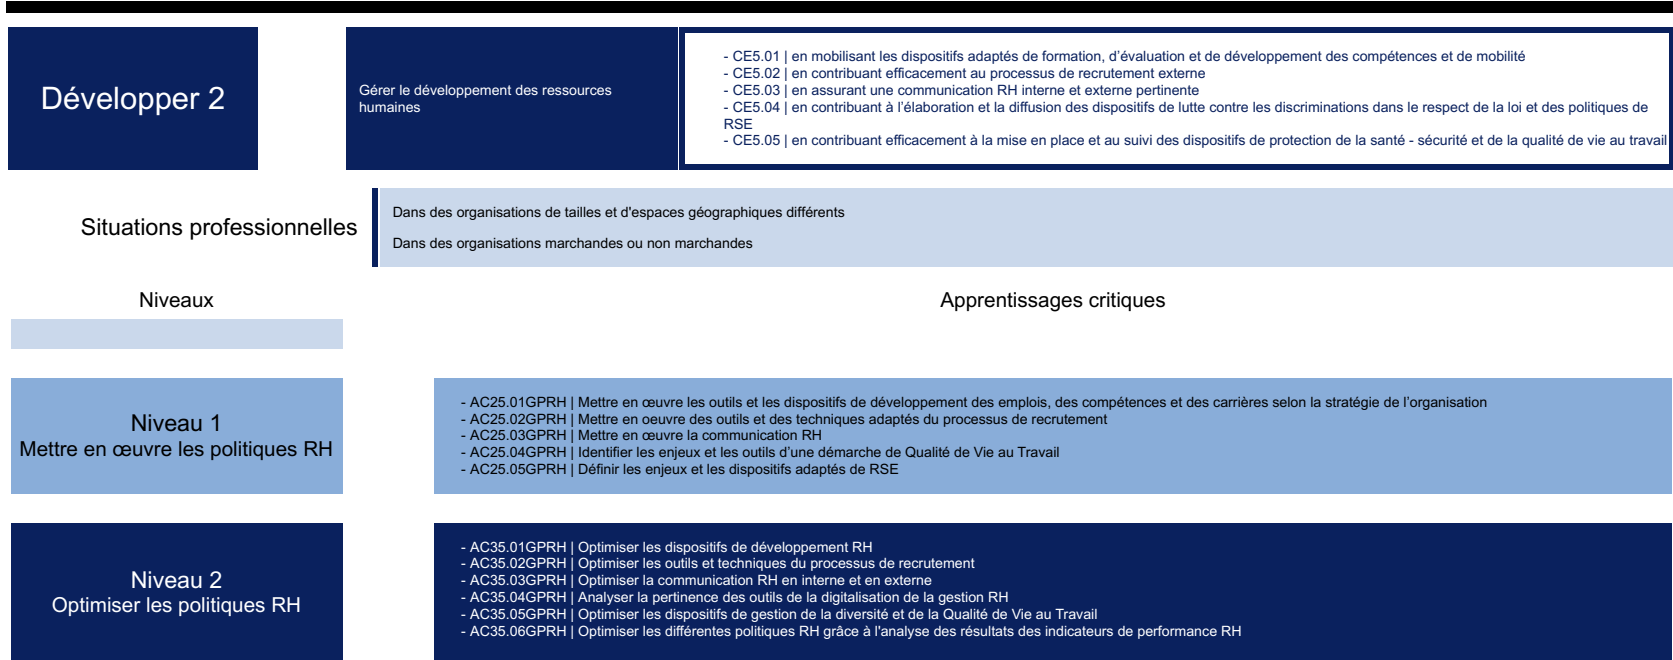 Développer 2
Gérer le développement des ressources
humaines
- CE5.01 | en mobilisant les dispositifs adaptés de formation, d’évaluation et de développement des compétences et de mobilité
- CE5.02 | en contribuant efficacement au processus de recrutement externe
- CE5.03 | en assurant une communication RH interne et externe pertinente
- CE5.04 | en contribuant à l’élaboration et la diffusion des dispositifs de lutte contre les discriminations dans le respect de la loi et des politiques de
RSE
- CE5.05 | en contribuant efficacement à la mise en place et au suivi des dispositifs de protection de la santé - sécurité et de la qualité de vie au travail
Situations professionnelles
Dans des organisations de tailles et d'espaces géographiques différents
Dans des organisations marchandes ou non marchandes
Niveaux
Apprentissages critiques
Niveau 1
Mettre en œuvre les politiques RH
- AC25.01GPRH | Mettre en œuvre les outils et les dispositifs de développement des emplois, des compétences et des carrières selon la stratégie de l’organisation
- AC25.02GPRH | Mettre en oeuvre des outils et des techniques adaptés du processus de recrutement
- AC25.03GPRH | Mettre en œuvre la communication RH
- AC25.04GPRH | Identifier les enjeux et les outils d’une démarche de Qualité de Vie au Travail
- AC25.05GPRH | Définir les enjeux et les dispositifs adaptés de RSE
Niveau 2
Optimiser les politiques RH
- AC35.01GPRH | Optimiser les dispositifs de développement RH
- AC35.02GPRH | Optimiser les outils et techniques du processus de recrutement
- AC35.03GPRH | Optimiser la communication RH en interne et en externe
- AC35.04GPRH | Analyser la pertinence des outils de la digitalisation de la gestion RH
- AC35.05GPRH | Optimiser les dispositifs de gestion de la diversité et de la Qualité de Vie au Travail
- AC35.06GPRH | Optimiser les différentes politiques RH grâce à l'analyse des résultats des indicateurs de performance RH